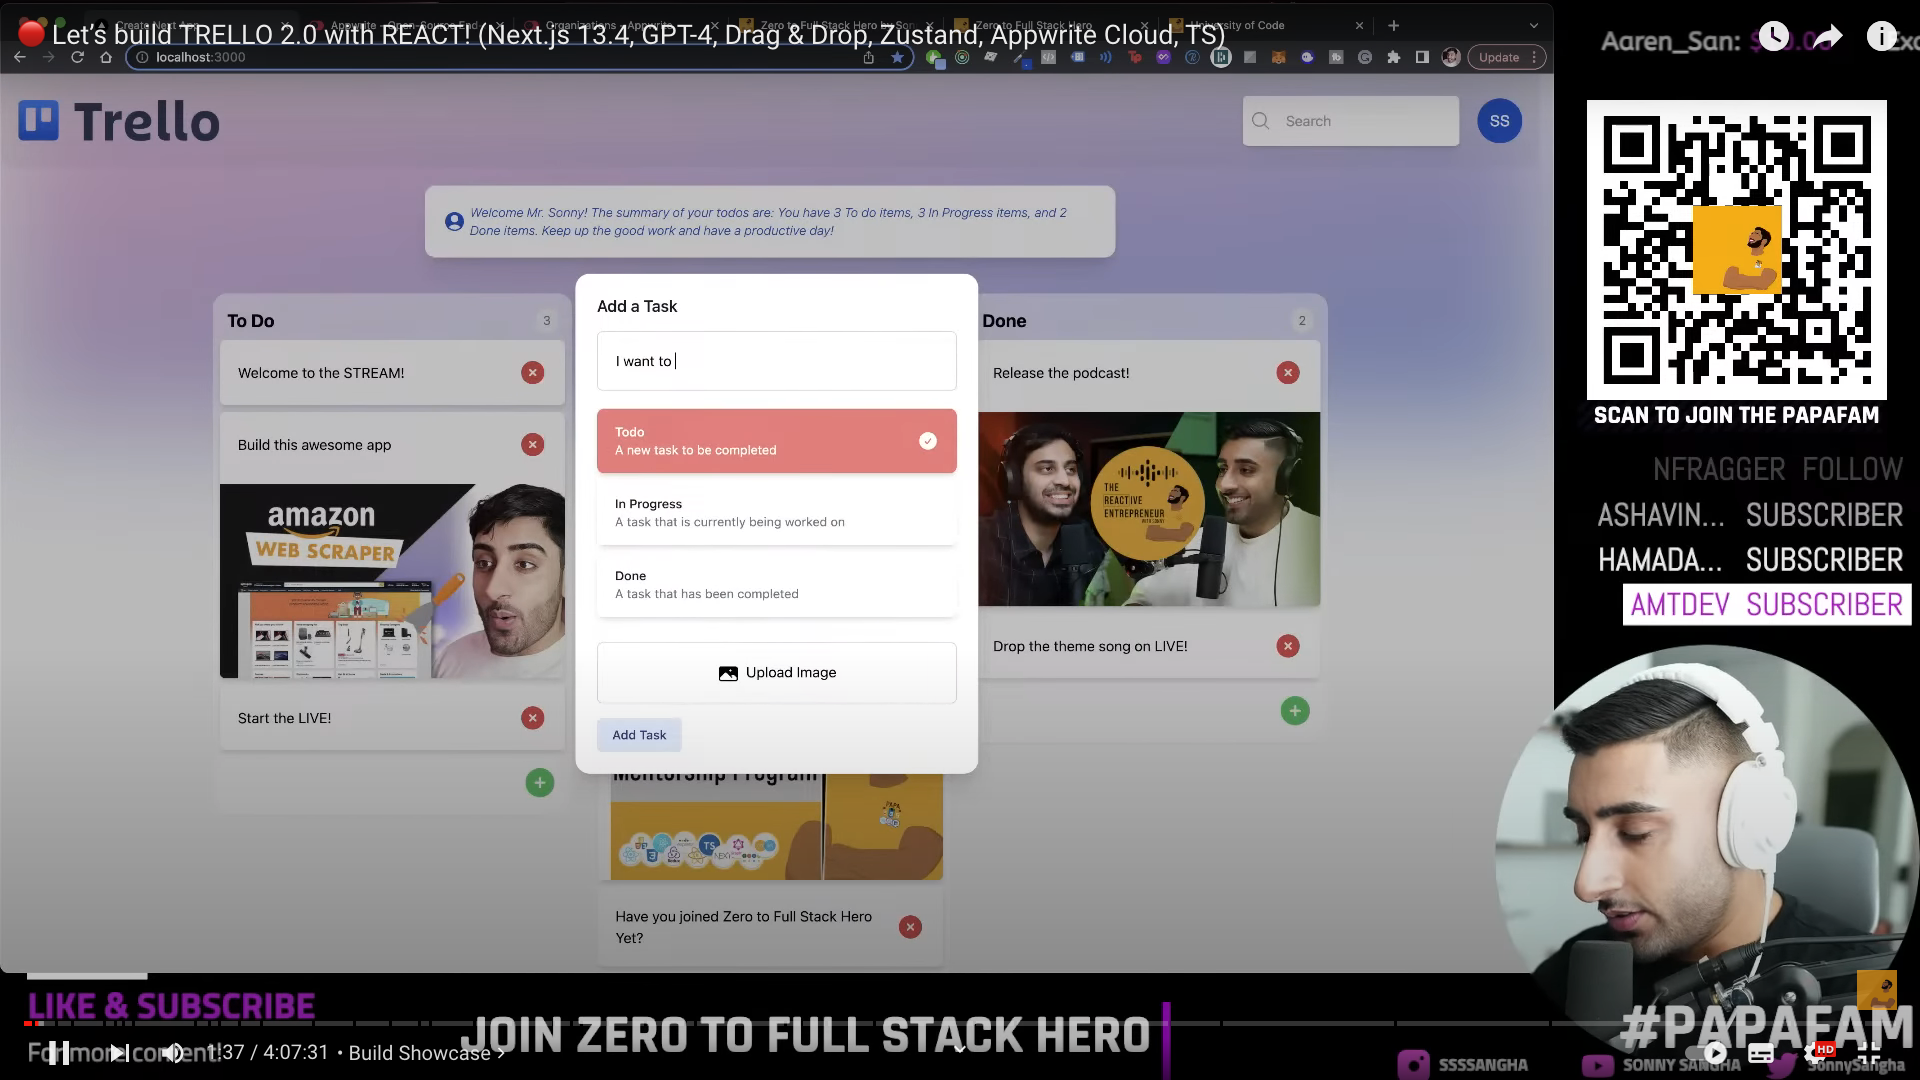 Let's build TRELLO 2.0 with REACT! (Next.js 13.4, GPT-4, Drag & Drop, Zustand, Appwrite Cloud, TS)
Aaren_San:
localhost:3000
Update
Trello
Search
SS
Welcome Mr. Sonny! The summary of your todos are: You have 3 To do items, 3 In Progress items, and 2
Done items. Keep up the good work and have a productive day!
To Do
3
Welcome to the STREAM!
Build this awesome app
amazon
WEB SCRAPER
Start the LIVE!
Add a Task
I want to
Todo
A new task to be completed
In Progress
A task that is currently being worked on
Done
A task that has been completed
Upload Image
Add Task
Mentorship Program
Have you joined Zero to Full Stack Hero
Yet?
Done
2
Release the podcast!
THE
REACTIVE
ENTREPRENEUR
WITH SONNY
Drop the theme song on LIVE!
SCAN TO JOIN THE PAPAFAM
NFRAGGER FOLLOW
ASHAVIN... SUBSCRIBER
HAMADA... SUBSCRIBER
AMTDEV SUBSCRIBER
LIKE & SUBSCRIBE
For more content!
JOIN ZERO TO FULL STACK HERO
1:37 / 4:07:31 • Build Showcase
#PAPAFAM
HD
SSSSANGHA
SONNY SANGHA
SonnySangha